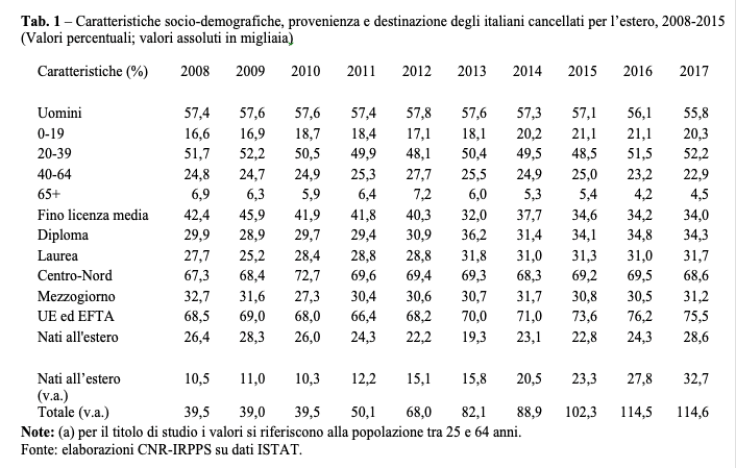 Tab. 1 – Caratteristiche socio-demografiche, provenienza e destinazione degli italiani cancellati per l’estero, 2008-2015
(Valori percentuali; valori assoluti in migliaia)
Caratteristiche (%) 2008 2009 2010 2011 2012 2013 2014 2015 2016 2017
Uomini 57,4 57,6 57,6 57,4 57,8 57,6 57,3 57,1 56,1 55,8
0-19 16,6 16,9 18,7 18,4 17,1 18,1 20,2 21,1 21,1 20,3
20-39 51,7 52,2 50,5 49,9 48,1 50,4 49,5 48,5 51,5 52,2
40-64 24,8 24,7 24,9 25,3 27,7 25,5 24,9 25,0 23,2 22,9
65+ 6,9 6,3 5,9 6,4 7,2 6,0 5,3 5,4 4,2 4,5
Fino licenza media 42,4 45,9 41,9 41,8 40,3 32,0 37,7 34,6 34,2 34,0
Diploma 29,9 28,9 29,7 29,4 30,9 36,2 31,4 34,1 34,8 34,3
Laurea 27,7 25,2 28,4 28,8 28,8 31,8 31,0 31,3 31,0 31,7
Centro-Nord 67,3 68,4 72,7 69,6 69,4 69,3 68,3 69,2 69,5 68,6
Mezzogiorno 32,7 31,6 27,3 30,4 30,6 30,7 31,7 30,8 30,5 31,2
UE ed EFTA 68,5 69,0 68,0 66,4 68,2 70,0 71,0 73,6 76,2 75,5
Nati all'estero 26,4 28,3 26,0 24,3 22,2 19,3 23,1 22,8 24,3 28,6
Nati all’estero 10,5 11,0 10,3 12,2 15,1 15,8 20,5 23,3 27,8 32,7
(v.a.)
Totale (v.a.) 39,5 39,0 39,5 50,1 68,0 82,1 88,9 102,3 114,5 114,6
Note: (a) per il titolo di studio i valori si riferiscono alla popolazione tra 25 e 64 anni.
Fonte: elaborazioni CNR-IRPPS su dati ISTAT.